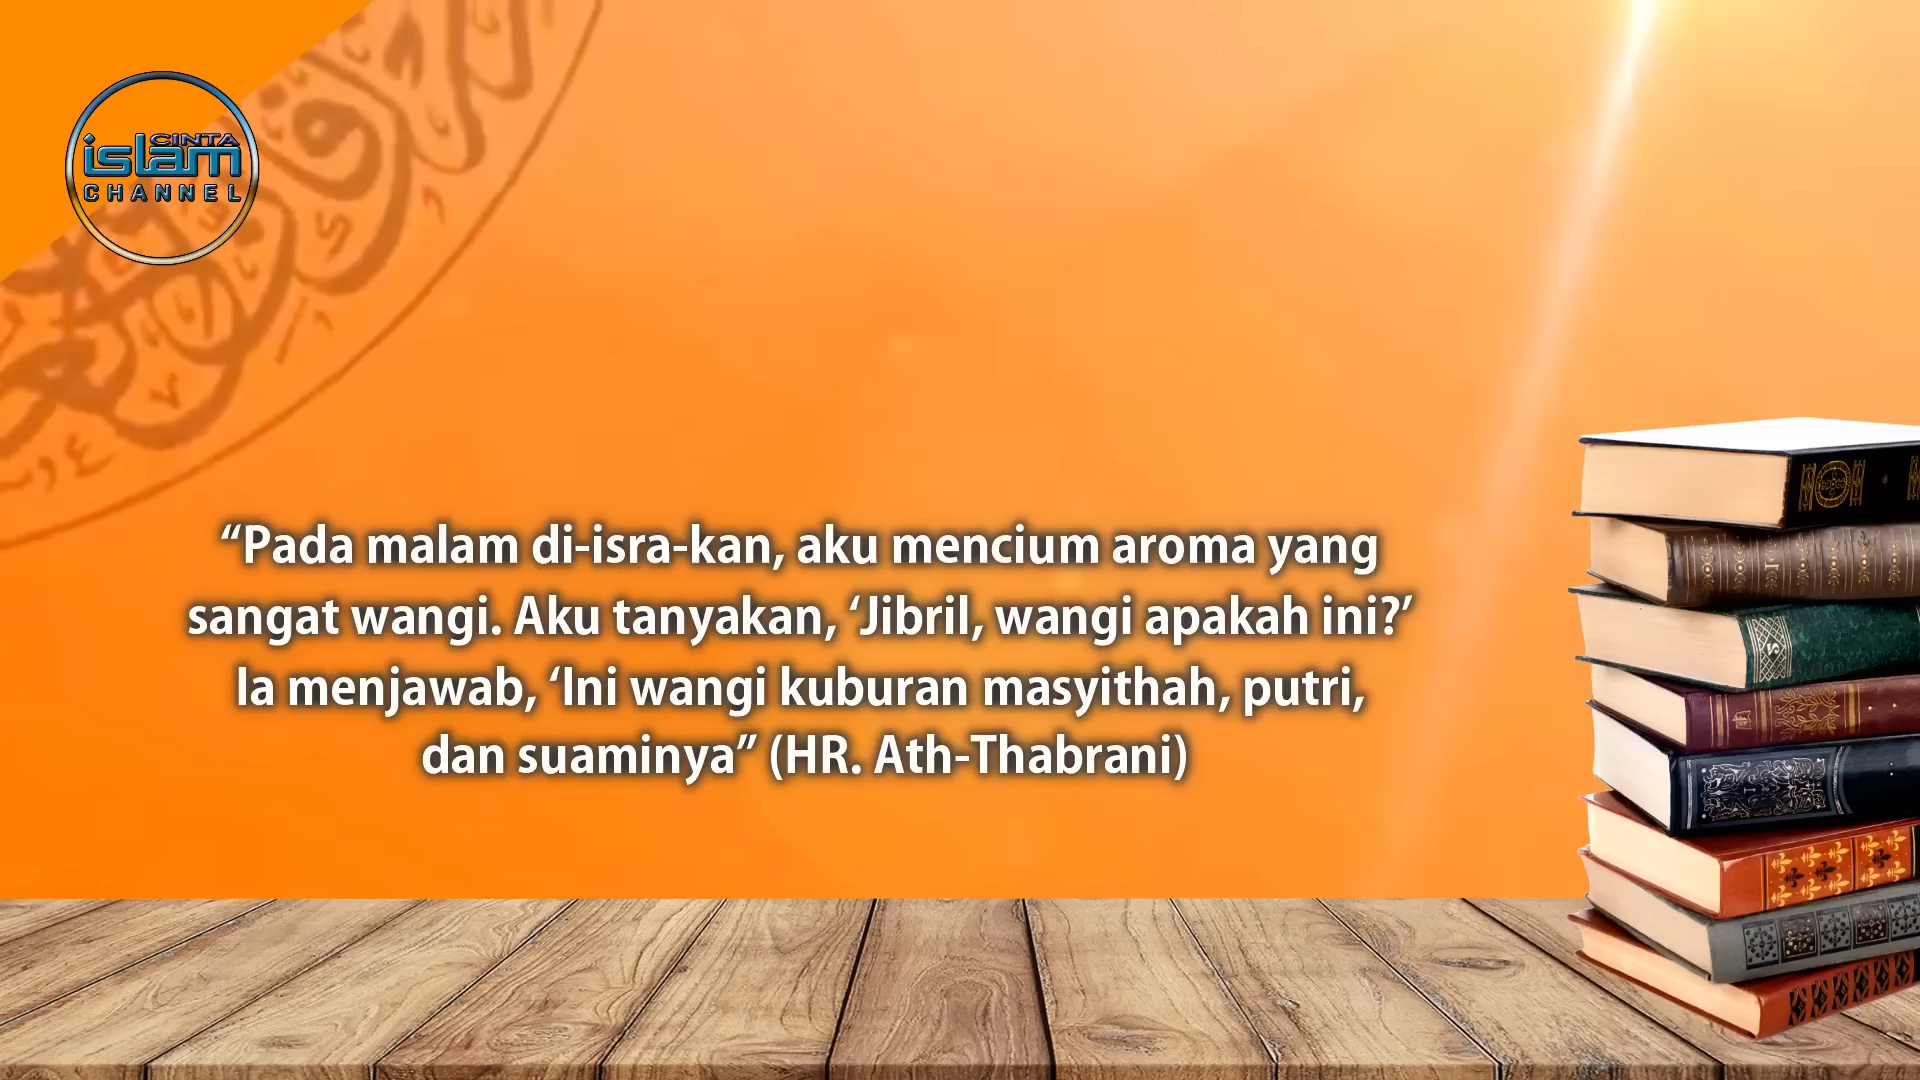 CINTA
islam
CHANNEL
“Pada malam di-isra-kan, aku mencium aroma yang
sangat wangi. Aku tanyakan, ‘Jibril, wangi apakah ini?’
Ia menjawab, ‘Ini wangi kuburan masyithah, putri,
dan suaminya” (HR. Ath-Thabrani)